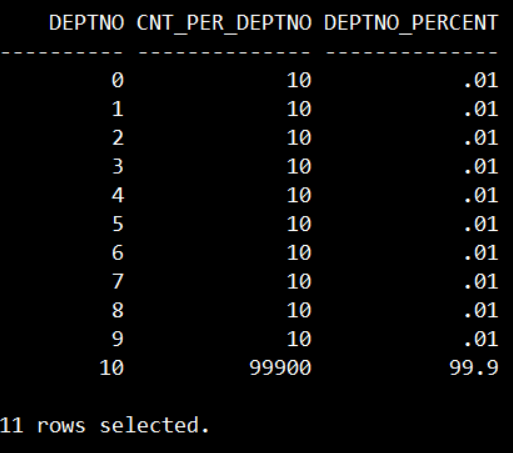 DEPTNO CNT_PER_DEPTNO DEPTNO_PERCENT
---------- -------------- --------------
0 10 .01
1 10 .01
2 10 .01
3 10 .01
4 10 .01
5 10 .01
6 10 .01
7 10 .01
8 10 .01
9 10 .01
10 99900 99.9
11 rows selected.